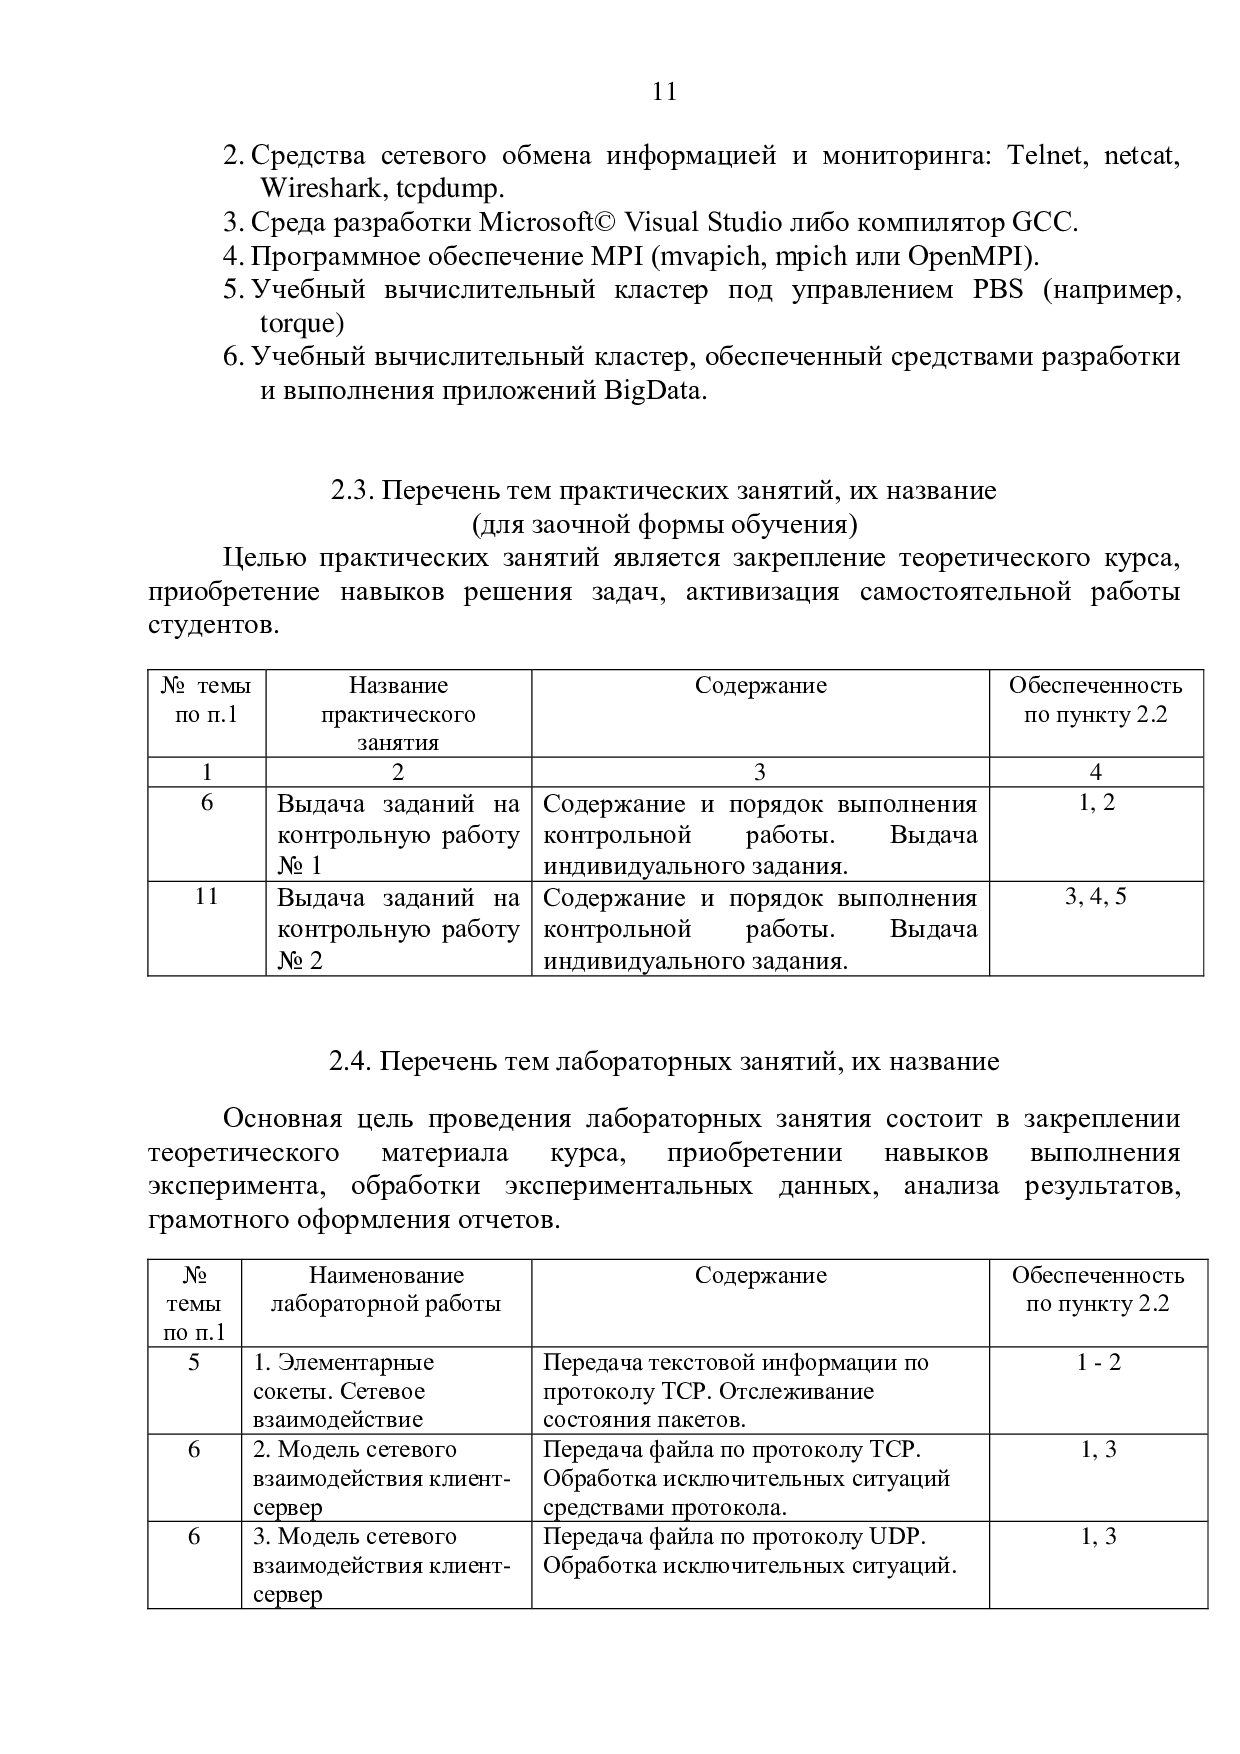 11
2. Средства сетевого обмена информацией и мониторинга: Telnet, netcat,
Wireshark, tcpdump.
3. Среда разработки Microsoft© Visual Studio либо компилятор GCC.
4. Программное обеспечение MPI (mvapich, mpich или OpenMPI).
5. Учебный вычислительный кластер под управлением PBS (например,
torque)
6. Учебный вычислительный кластер, обеспеченный средствами разработки
и выполнения приложений BigData.
2.3. Перечень тем практических занятий, их название
(для заочной формы обучения)
Целью практических занятий является закрепление теоретического курса,
приобретение навыков решения задач, активизация самостоятельной работы
студентов.
№ темы
по п.1
Название
практического
занятия
Содержание
Обеспеченность
по пункту 2.2
1
2
3
4
6
Выдача заданий на
контрольную работу
№ 1
Содержание и порядок выполнения
контрольной работы. Выдача
индивидуального задания.
1, 2
11
Выдача заданий на
контрольную работу
№ 2
Содержание и порядок выполнения
контрольной работы. Выдача
индивидуального задания.
3, 4, 5
2.4. Перечень тем лабораторных занятий, их название
Основная цель проведения лабораторных занятия состоит в закреплении
теоретического материала курса, приобретении навыков выполнения
эксперимента, обработки экспериментальных данных, анализа результатов,
грамотного оформления отчетов.
№
темы
по п.1
Наименование
лабораторной работы
Содержание
Обеспеченность
по пункту 2.2
5
1. Элементарные
сокеты. Сетевое
взаимодействие
Передача текстовой информации по
протоколу TCP. Отслеживание
состояния пакетов.
1 - 2
6
2. Модель сетевого
взаимодействия клиент-
сервер
Передача файла по протоколу TCP.
Обработка исключительных ситуаций
средствами протокола.
1, 3
6
3. Модель сетевого
взаимодействия клиент-
сервер
Передача файла по протоколу UDP.
Обработка исключительных ситуаций.
1, 3